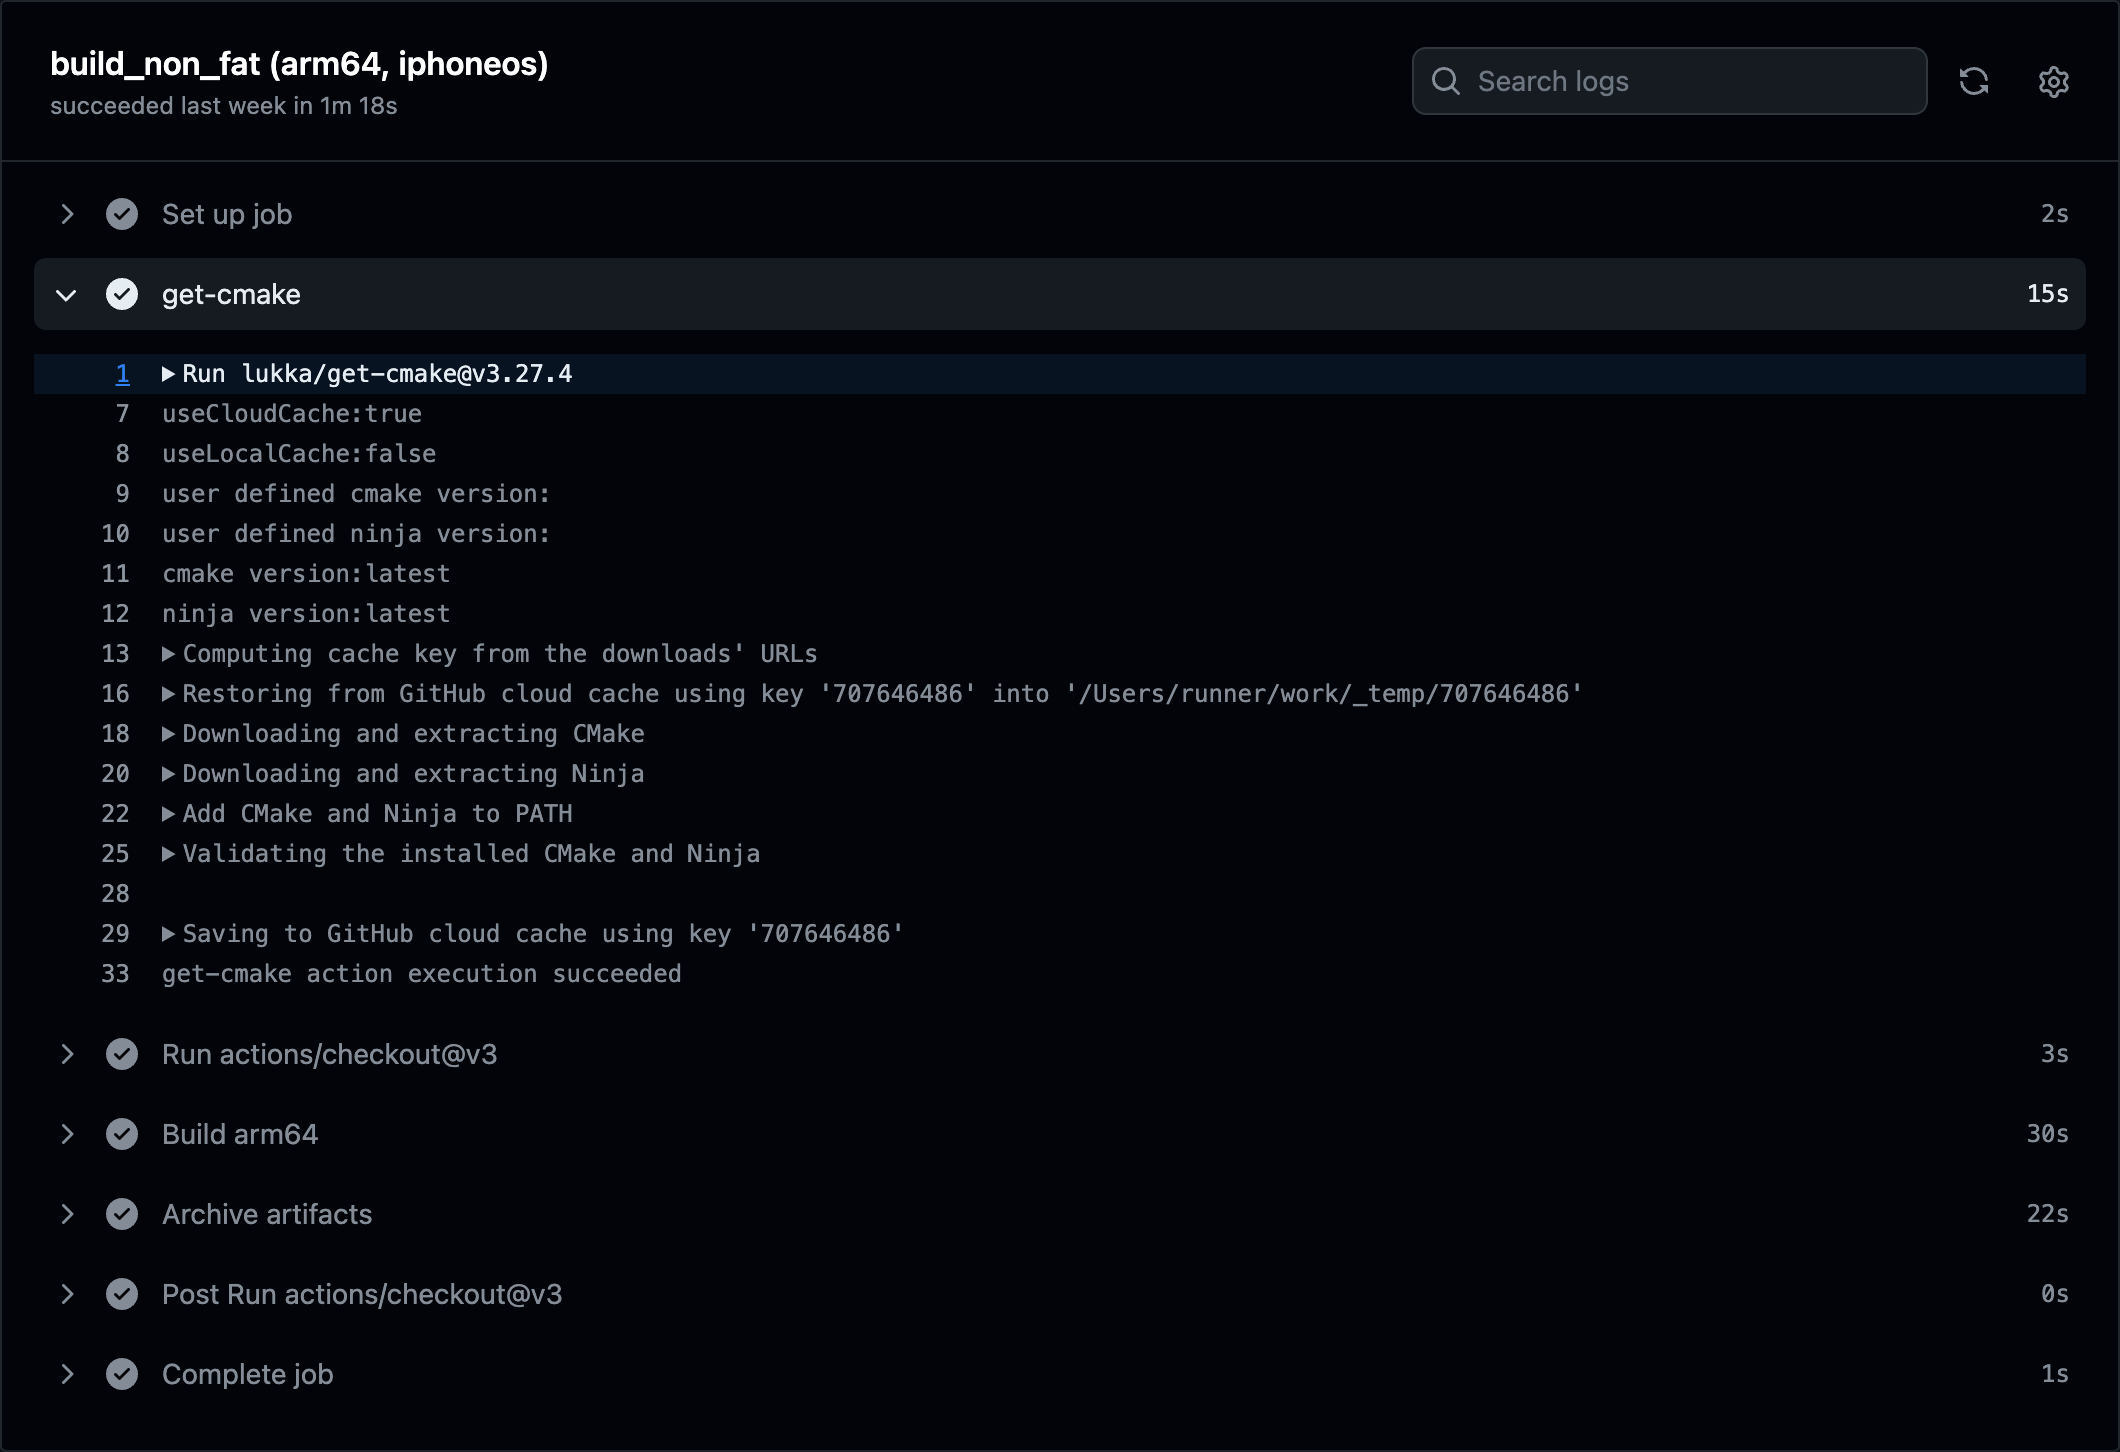 build_non_fat (arm64, iphoneos)
succeeded last week in 1m 18s
Search logs
Set up job 2s
get-cmake 15s
1 Run lukka/get-cmake@v3.27.4
7 useCloudCache:true
8 useLocalCache:false
9 user defined cmake version:
10 user defined ninja version:
11 cmake version:latest
12 ninja version:latest
13 Computing cache key from the downloads' URLs
16 Restoring from GitHub cloud cache using key '707646486' into '/Users/runner/work/_temp/707646486'
18 Downloading and extracting CMake
20 Downloading and extracting Ninja
22 Add CMake and Ninja to PATH
25 Validating the installed CMake and Ninja
28
29 Saving to GitHub cloud cache using key '707646486'
33 get-cmake action execution succeeded
Run actions/checkout@v3 3s
Build arm64 30s
Archive artifacts 22s
Post Run actions/checkout@v3 0s
Complete job 1s